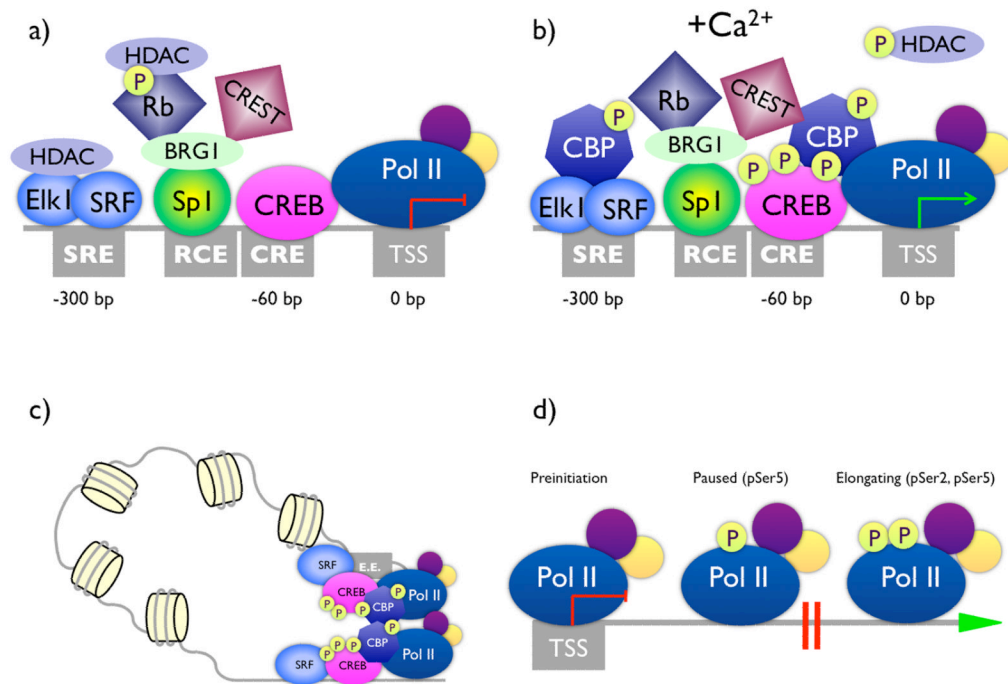 a)
HDAC
P
Rb
CREST
HDAC
BRG1
Pol II
Elk1
SRF
Sp1
CREB
SRE
RCE
CRE
TSS
-300 bp
-60 bp
0 bp
b)
+Ca²⁺
P
HDAC
Rb
CREST
P
CBP
P
CBP
BRG1
P
P
P
Pol II
Elk1
SRF
Sp1
CREB
SRE
RCE
CRE
TSS
-300 bp
-60 bp
0 bp
c)
SRF
E.E.
CREB
P
P
P
CBP
P
Pol II
P
P
P
CBP
P
SRF
CREB
Pol II
d)
Preinitiation
Paused (pSer5)
Elongating (pSer2, pSer5)
P
P
P
Pol II
Pol II
Pol II
TSS